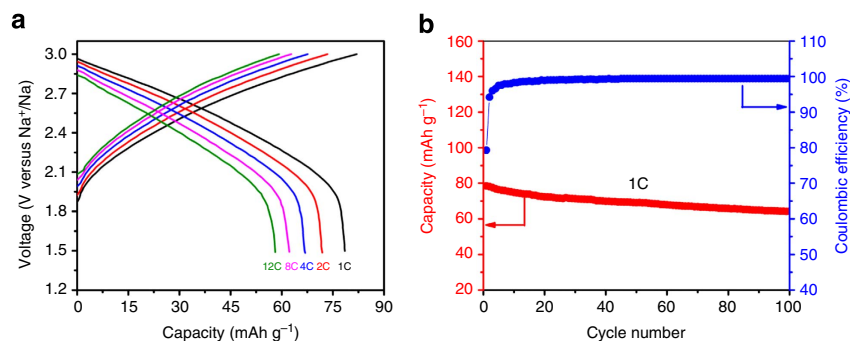 a
3.0
2.7
2.4
2.1
1.8
1.5
1.2
Voltage (V versus Na⁺/Na)
12C 8C 4C 2C 1C
0 15 30 45 60 75 90
Capacity (mAh g⁻¹)
b
160
140
120
100
80
60
40
20
Capacity (mAh g⁻¹)
1C
110
100
90
80
70
60
50
40
Coulombic efficiency (%)
0 20 40 60 80 100
Cycle number